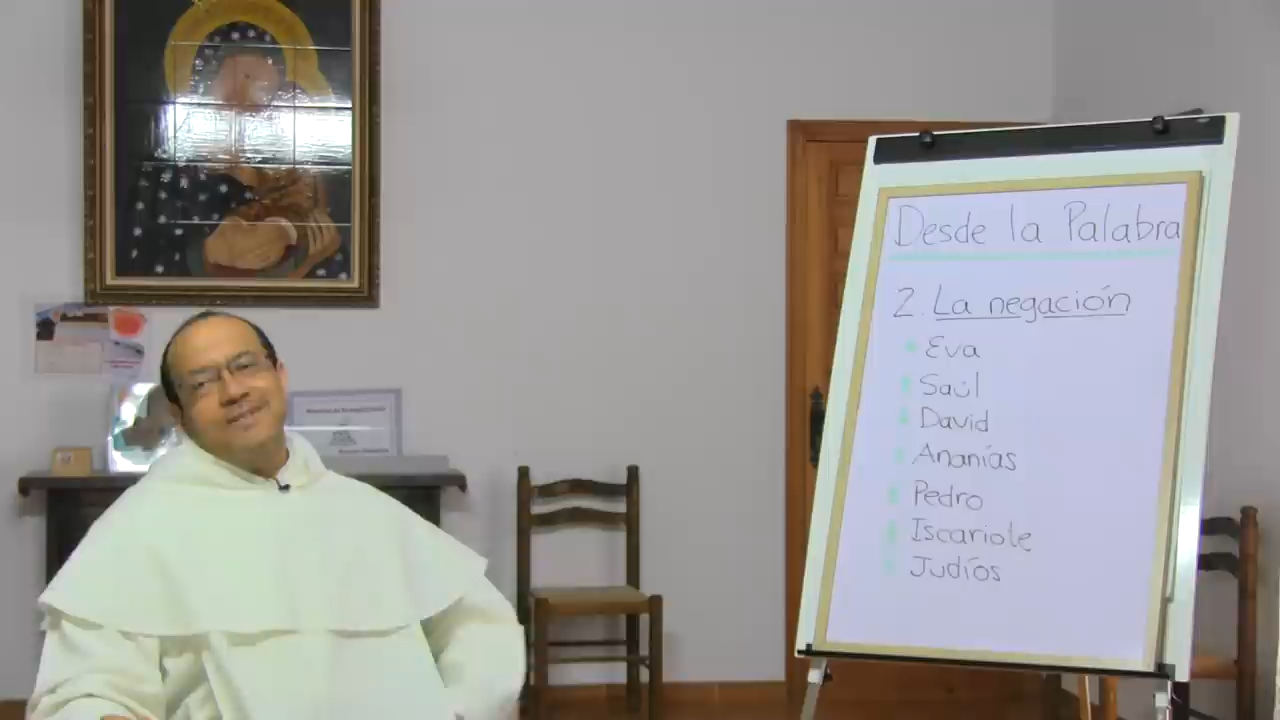 Desde la Palabra
2. La negación
Eva
Saúl
David
Ananías
Pedro
Iscariote
Judíos